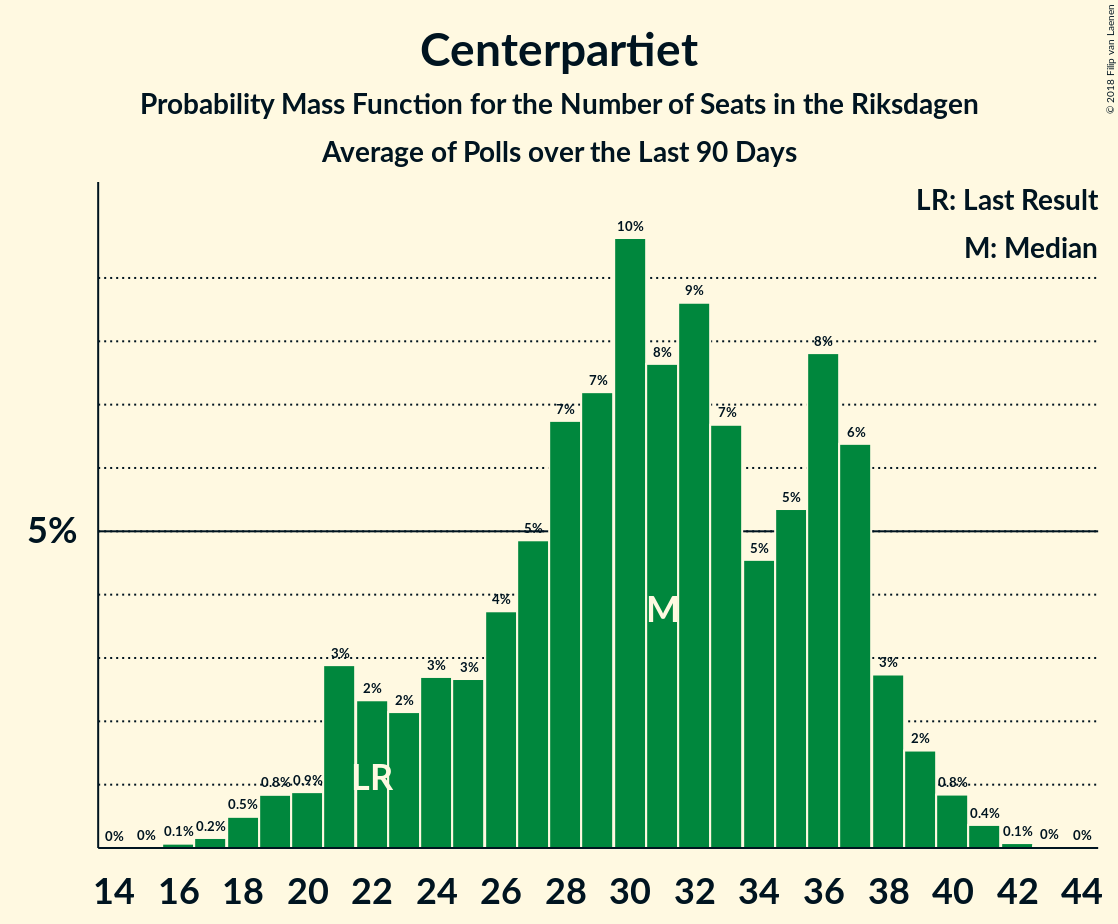 Centerpartiet
Probability Mass Function for the Number of Seats in the Riksdagen
Average of Polls over the Last 90 Days
© 2018 Filip van Laenen
LR: Last Result
M: Median
5%
0% 0% 0.1% 0.2% 0.5% 0.8% 0.9% 3% 2% 2% 3% 3% 4% 5% 7% 7% 10% 8% 9% 7% 5% 5% 8% 6% 3% 2% 0.8% 0.4% 0.1% 0% 0%
M
LR
14 16 18 20 22 24 26 28 30 32 34 36 38 40 42 44